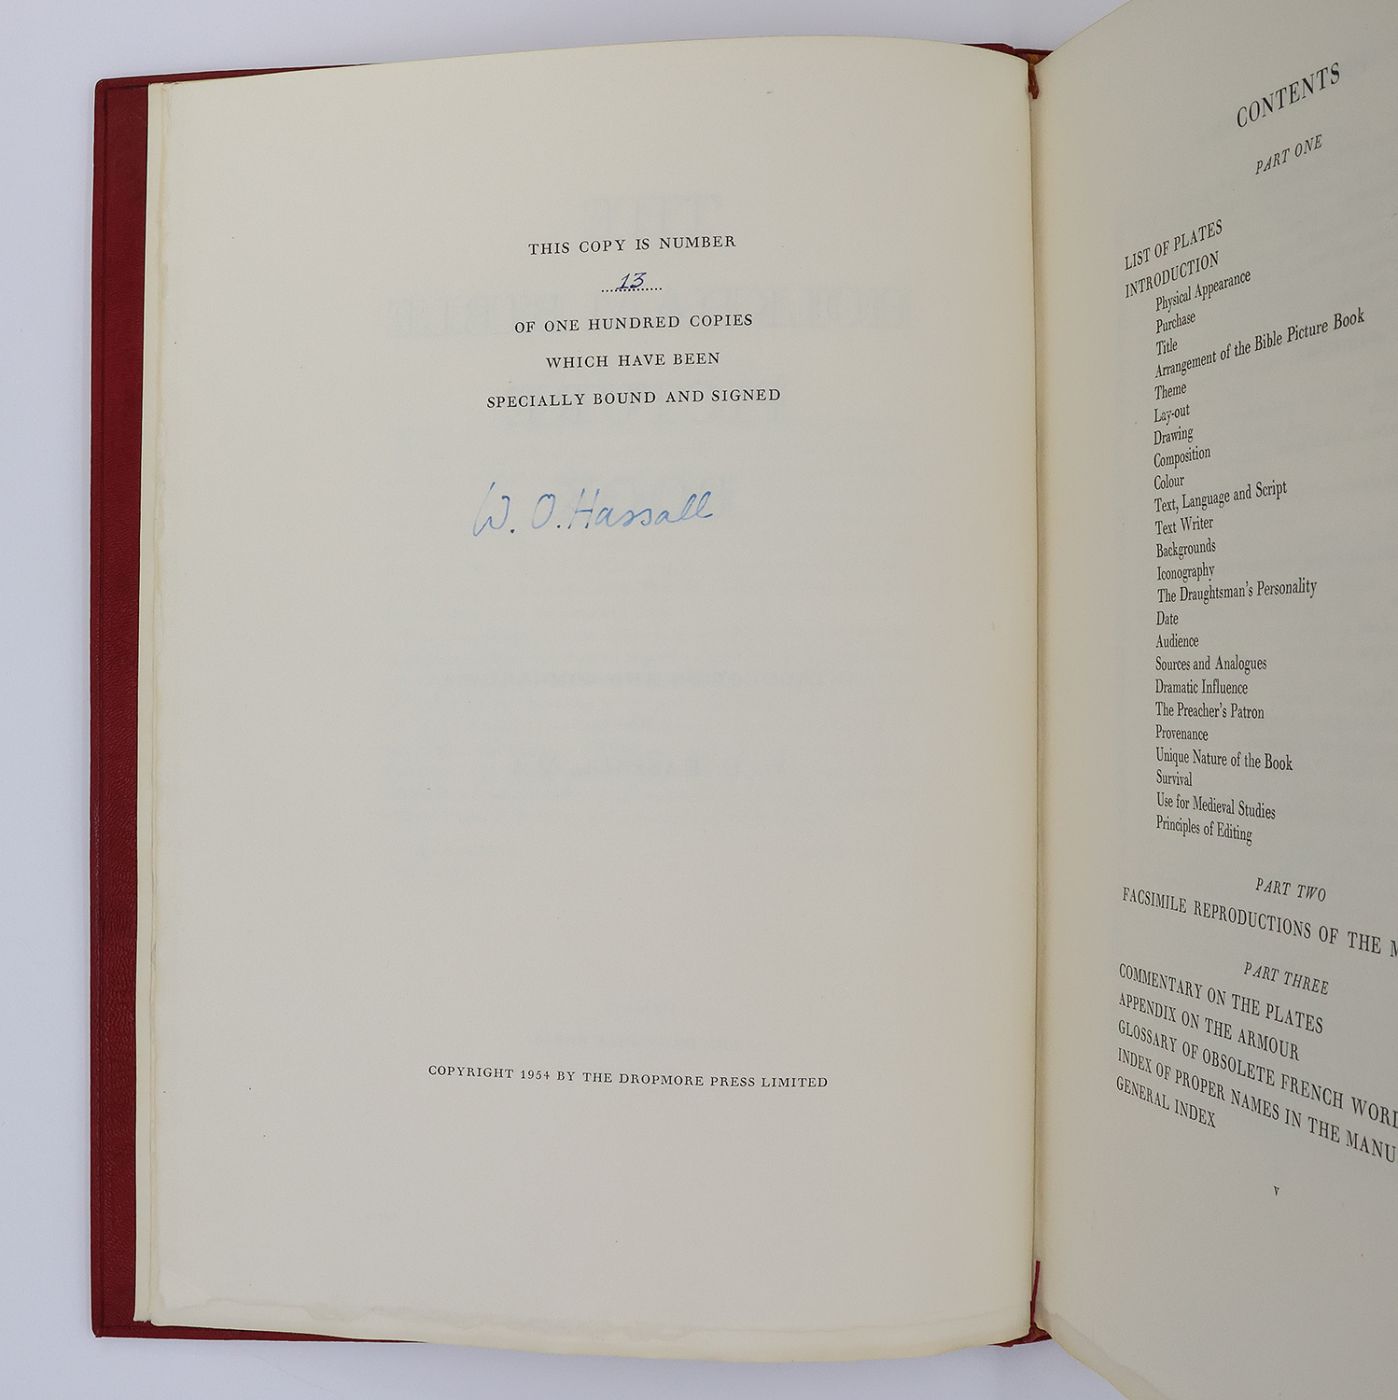 THIS COPY IS NUMBER
13
OF ONE HUNDRED COPIES
WHICH HAVE BEEN
SPECIALLY BOUND AND SIGNED
W. O. Hassall
COPYRIGHT 1954 BY THE DROPMORE PRESS LIMITED
CONTENTS
PART ONE
LIST OF PLATES
INTRODUCTION
Physical Appearance
Purchase
Title
Arrangement of the Bible Picture Book
Theme
Lay-out
Drawing
Composition
Colour
Text, Language and Script
Text Writer
Backgrounds
Iconography
The Draughtsman's Personality
Date
Audience
Sources and Analogues
Dramatic Influence
The Preacher's Patron
Provenance
Unique Nature of the Book
Survival
Use for Medieval Studies
Principles of Editing
PART TWO
FACSIMILE REPRODUCTIONS OF THE
PART THREE
COMMENTARY ON THE PLATES
APPENDIX ON THE ARMOUR
GLOSSARY OF OBSOLETE FRENCH
INDEX OF PROPER NAMES IN THE
GENERAL INDEX
v